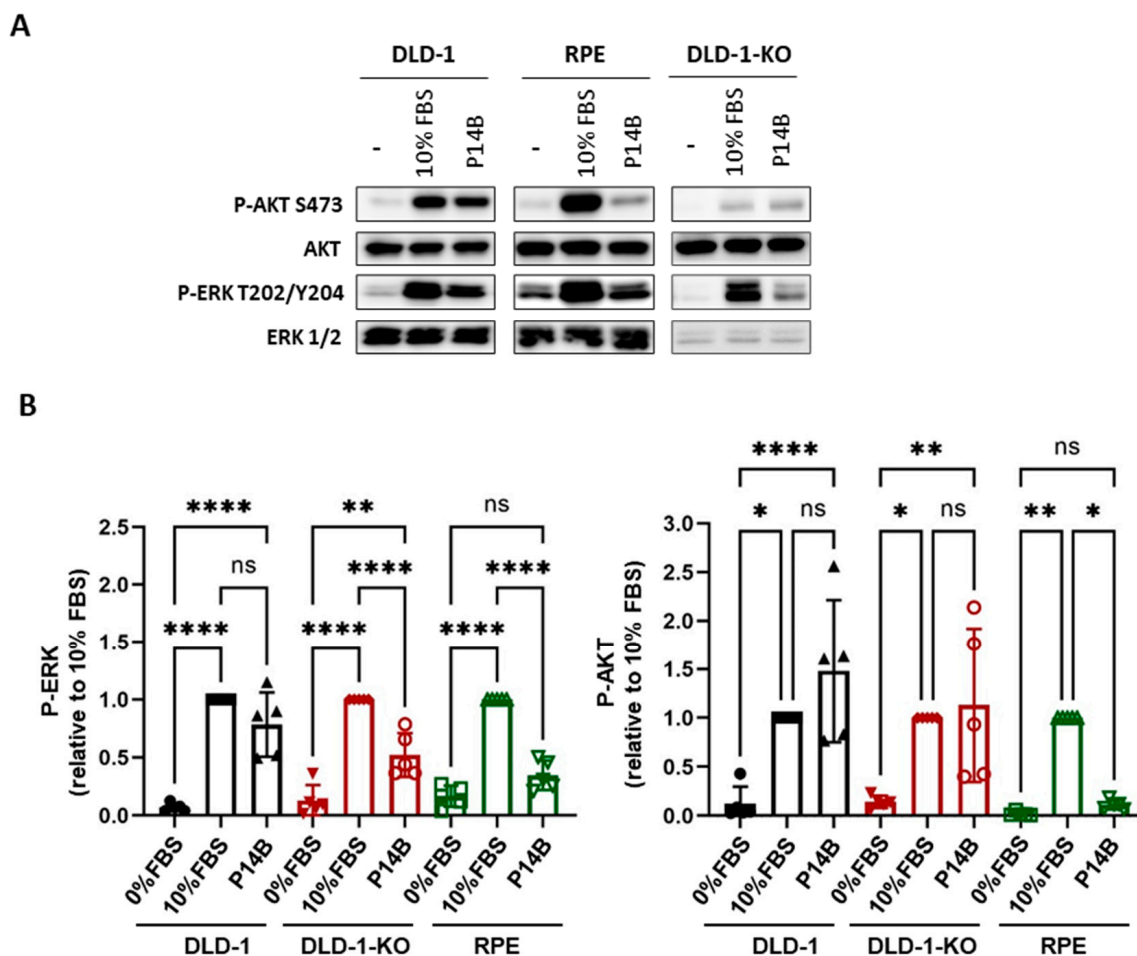 A
DLD-1 RPE DLD-1-KO
- 10% FBS P14B - 10% FBS P14B - 10% FBS P14B
P-AKT S473
AKT
P-ERK T202/Y204
ERK 1/2
B
**** ** ns
ns **** ****
**** **** ****
P-ERK
(relative to 10% FBS)
2.5
2.0
1.5
1.0
0.5
0.0
0%FBS 10%FBS P14B 0%FBS 10%FBS P14B 0%FBS 10%FBS P14B
DLD-1 DLD-1-KO RPE
**** ** ns
* ns * ns ** *
P-AKT
(relative to 10% FBS)
3.0
2.5
2.0
1.5
1.0
0.5
0.0
0%FBS 10%FBS P14B 0%FBS 10%FBS P14B 0%FBS 10%FBS P14B
DLD-1 DLD-1-KO RPE